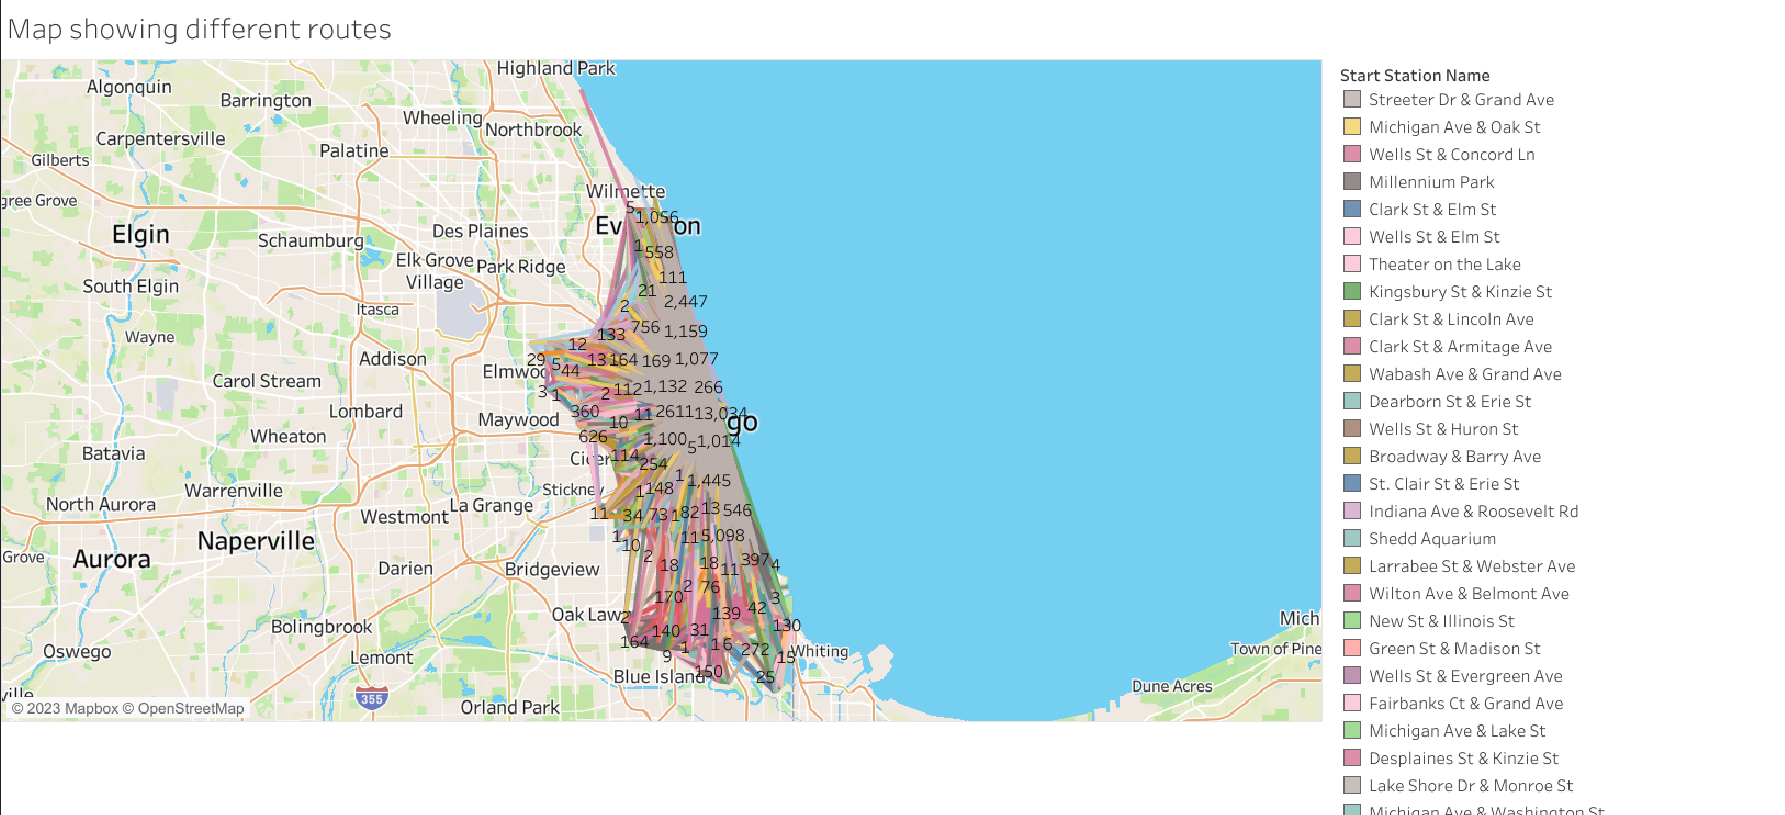 Map showing different routes
Highland Park
Algonquin
Barrington
Wheeling
Northbrook
Carpentersville
Palatine
Gilberts
Wilmette
gree Grove
5
1,056
Elgin
Schaumburg
Des Plaines
Ev
on
1
558
Elk Grove
Village
Park Ridge
111
South Elgin
21
2,447
Itasca
2
756
1,159
133
Wayne
12
Addison
29
5
44
13
164
169
1,077
Elmwoo
Carol Stream
3
1
2
112
1,132
266
Lombard
360
11
261
113,034
Maywood
10
go
Wheaton
626
1,100
5
1,014
Batavia
114
254
Warrenville
Stickney
1
1,445
North Aurora
La Grange
1
148
Westmont
11
34
73
182
13
546
Naperville
1
10
115,098
Grove
Aurora
2
397
4
Darien
Bridgeview
18
18
11
2
76
170
3
Oak Law
2
139
42
Bolingbrook
130
Mich
164
140
31
Oswego
9
1
16
272
15
Whiting
Town of Pine
Lemont
Blue Island
150
25
Dune Acres
ville
355
Orland Park
© 2023 Mapbox © OpenStreetMap
Start Station Name
Streeter Dr & Grand Ave
Michigan Ave & Oak St
Wells St & Concord Ln
Millennium Park
Clark St & Elm St
Wells St & Elm St
Theater on the Lake
Kingsbury St & Kinzie St
Clark St & Lincoln Ave
Clark St & Armitage Ave
Wabash Ave & Grand Ave
Dearborn St & Erie St
Wells St & Huron St
Broadway & Barry Ave
St. Clair St & Erie St
Indiana Ave & Roosevelt Rd
Shedd Aquarium
Larrabee St & Webster Ave
Wilton Ave & Belmont Ave
New St & Illinois St
Green St & Madison St
Wells St & Evergreen Ave
Fairbanks Ct & Grand Ave
Michigan Ave & Lake St
Desplaines St & Kinzie St
Lake Shore Dr & Monroe St
Michigan Ave & Washington St